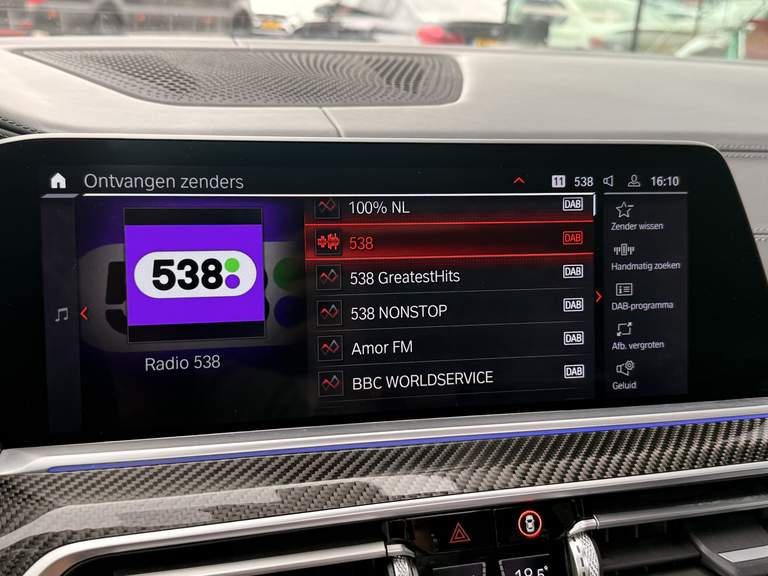 Ontvangen zenders
11 538 16:10
538
Radio 538
100% NL DAB
538 DAB
538 GreatestHits DAB
538 NONSTOP DAB
Amor FM DAB
BBC WORLDSERVICE DAB
Zender wissen
Handmatig zoeken
DAB-programma
Afb. vergroten
Geluid